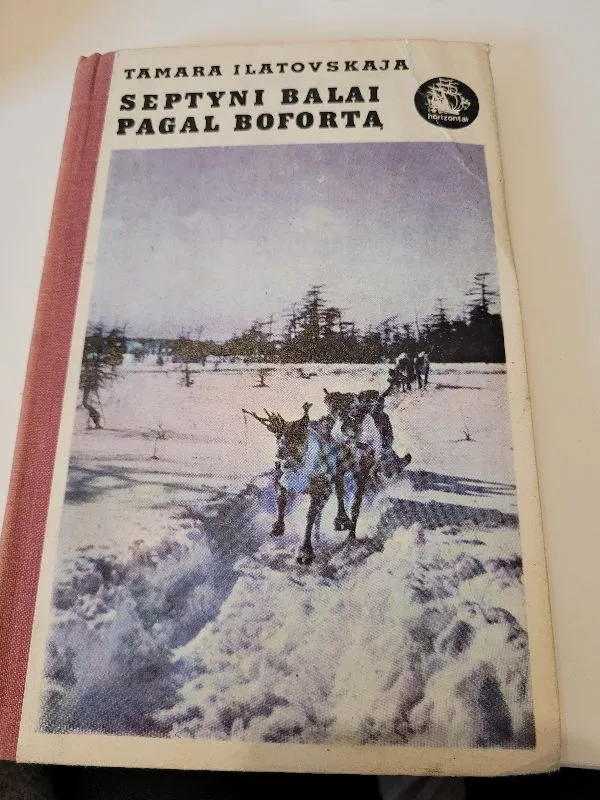 TAMARA ILATOVSKAJA
SEPTYNI BALAI
PAGAL BOFORTĄ
horizontai